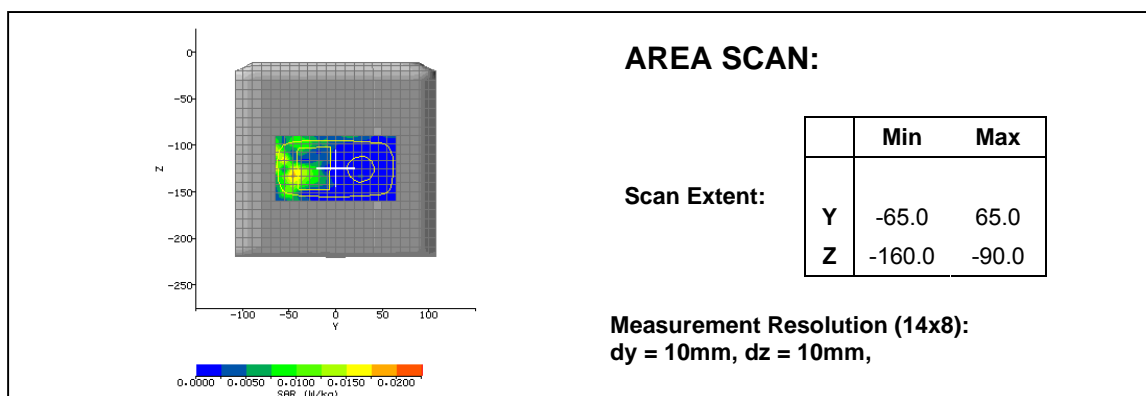 AREA SCAN:
0
-50
-100
-150
-200
-250
Z
-100 -50 0 50 100
Y
0.0000 0.0050 0.0100 0.0150 0.0200
SAR (W/kg)
Min Max
Scan Extent:
Y -65.0 65.0
Z -160.0 -90.0
Measurement Resolution (14x8):
dy = 10mm, dz = 10mm,